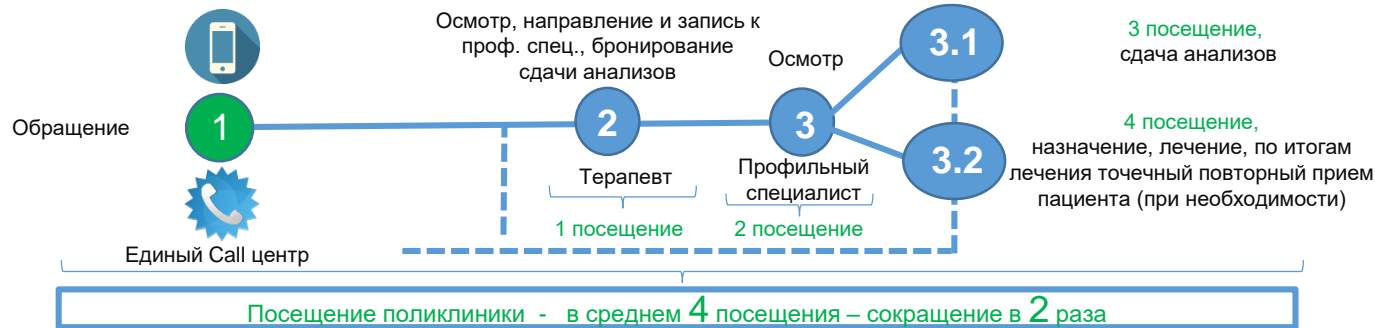 Обращение
1
Единый Call центр
Осмотр, направление и запись к
проф. спец., бронирование
сдачи анализов
2
Терапевт
1 посещение
Осмотр
3
Профильный
специалист
2 посещение
3.1
3 посещение,
сдача анализов
3.2
4 посещение,
назначение, лечение, по итогам
лечения точечный повторный прием
пациента (при необходимости)
Посещение поликлиники - в среднем 4 посещения – сокращение в 2 раза